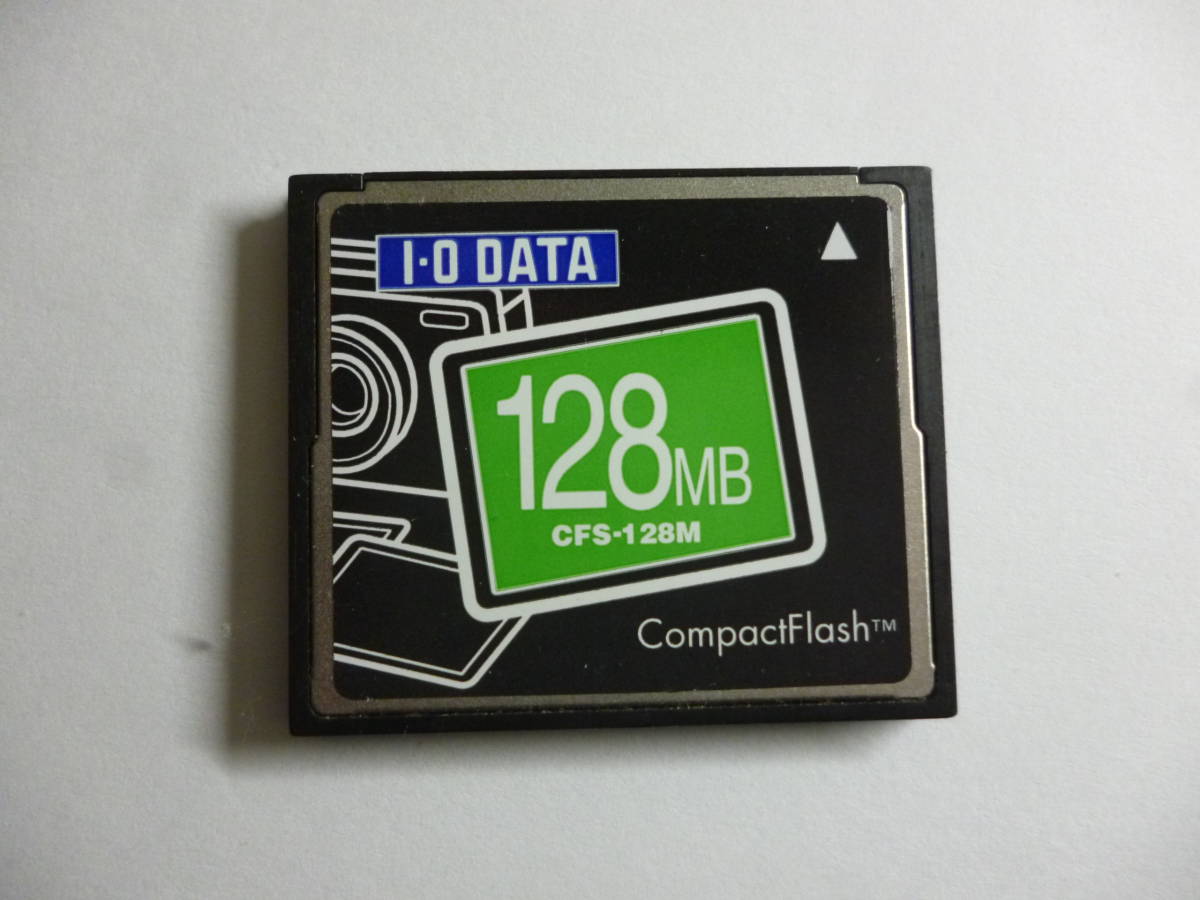 I-O DATA
128MB
CFS-128M
CompactFlash™